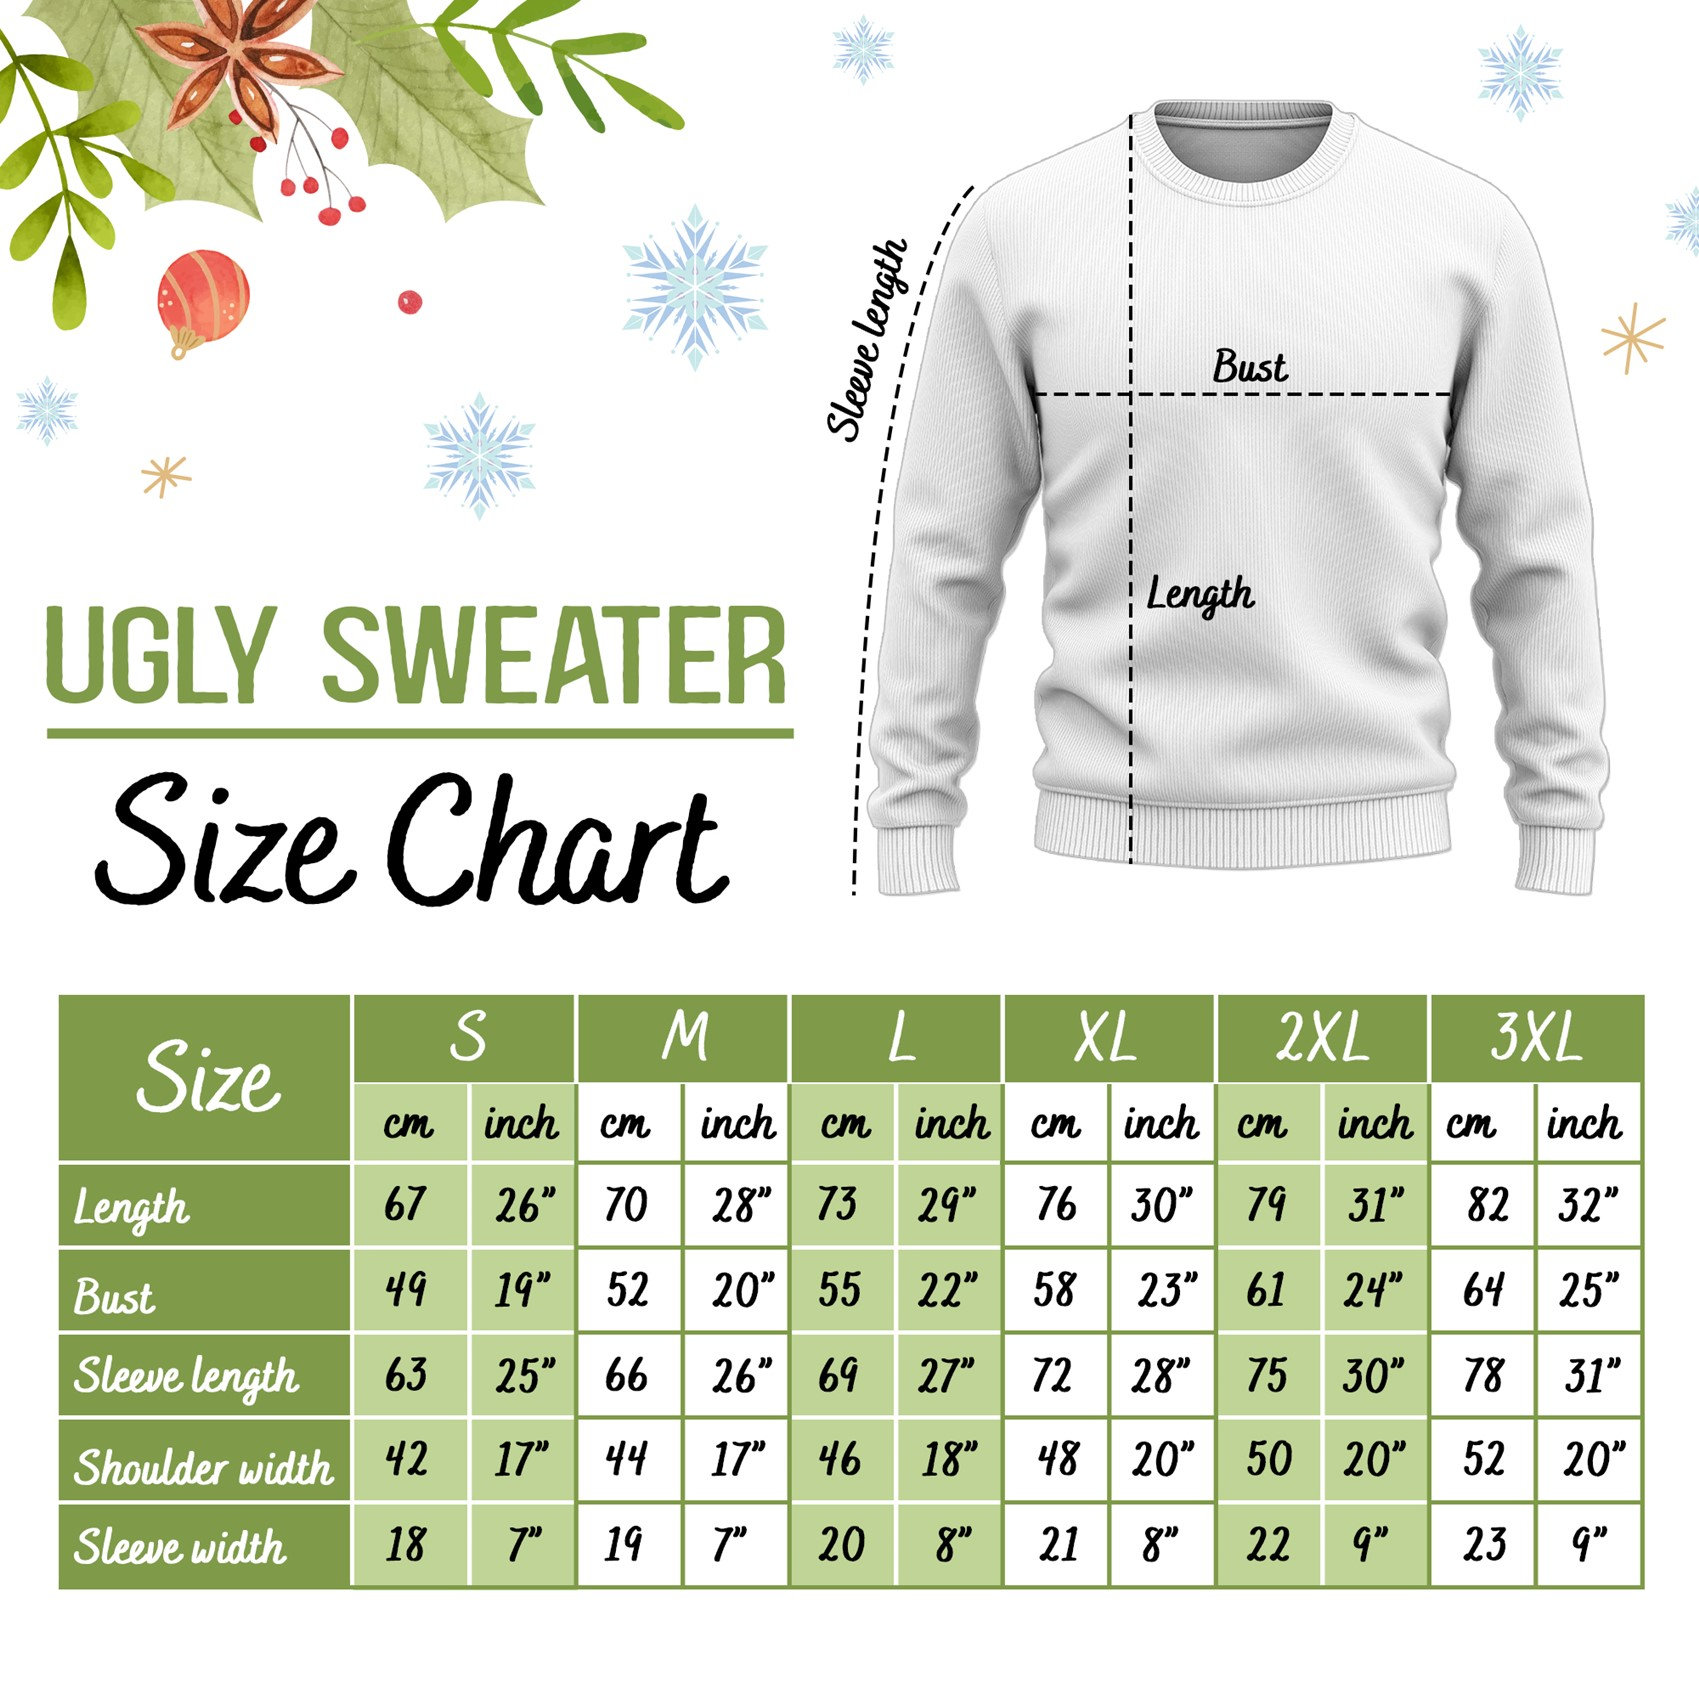 Sleeve length
Bust
Length
UGLY SWEATER
Size Chart
Size S M L XL 2XL 3XL
cm inch cm inch cm inch cm inch cm inch cm inch
Length 67 26” 70 28” 73 29” 76 30” 79 31” 82 32”
Bust 49 19” 52 20” 55 22” 58 23” 61 24” 64 25”
Sleeve length 63 25” 66 26” 69 27” 72 28” 75 30” 78 31”
Shoulder width 42 17” 44 17” 46 18” 48 20” 50 20” 52 20”
Sleeve width 18 7” 19 7” 20 8” 21 8” 22 9” 23 9”